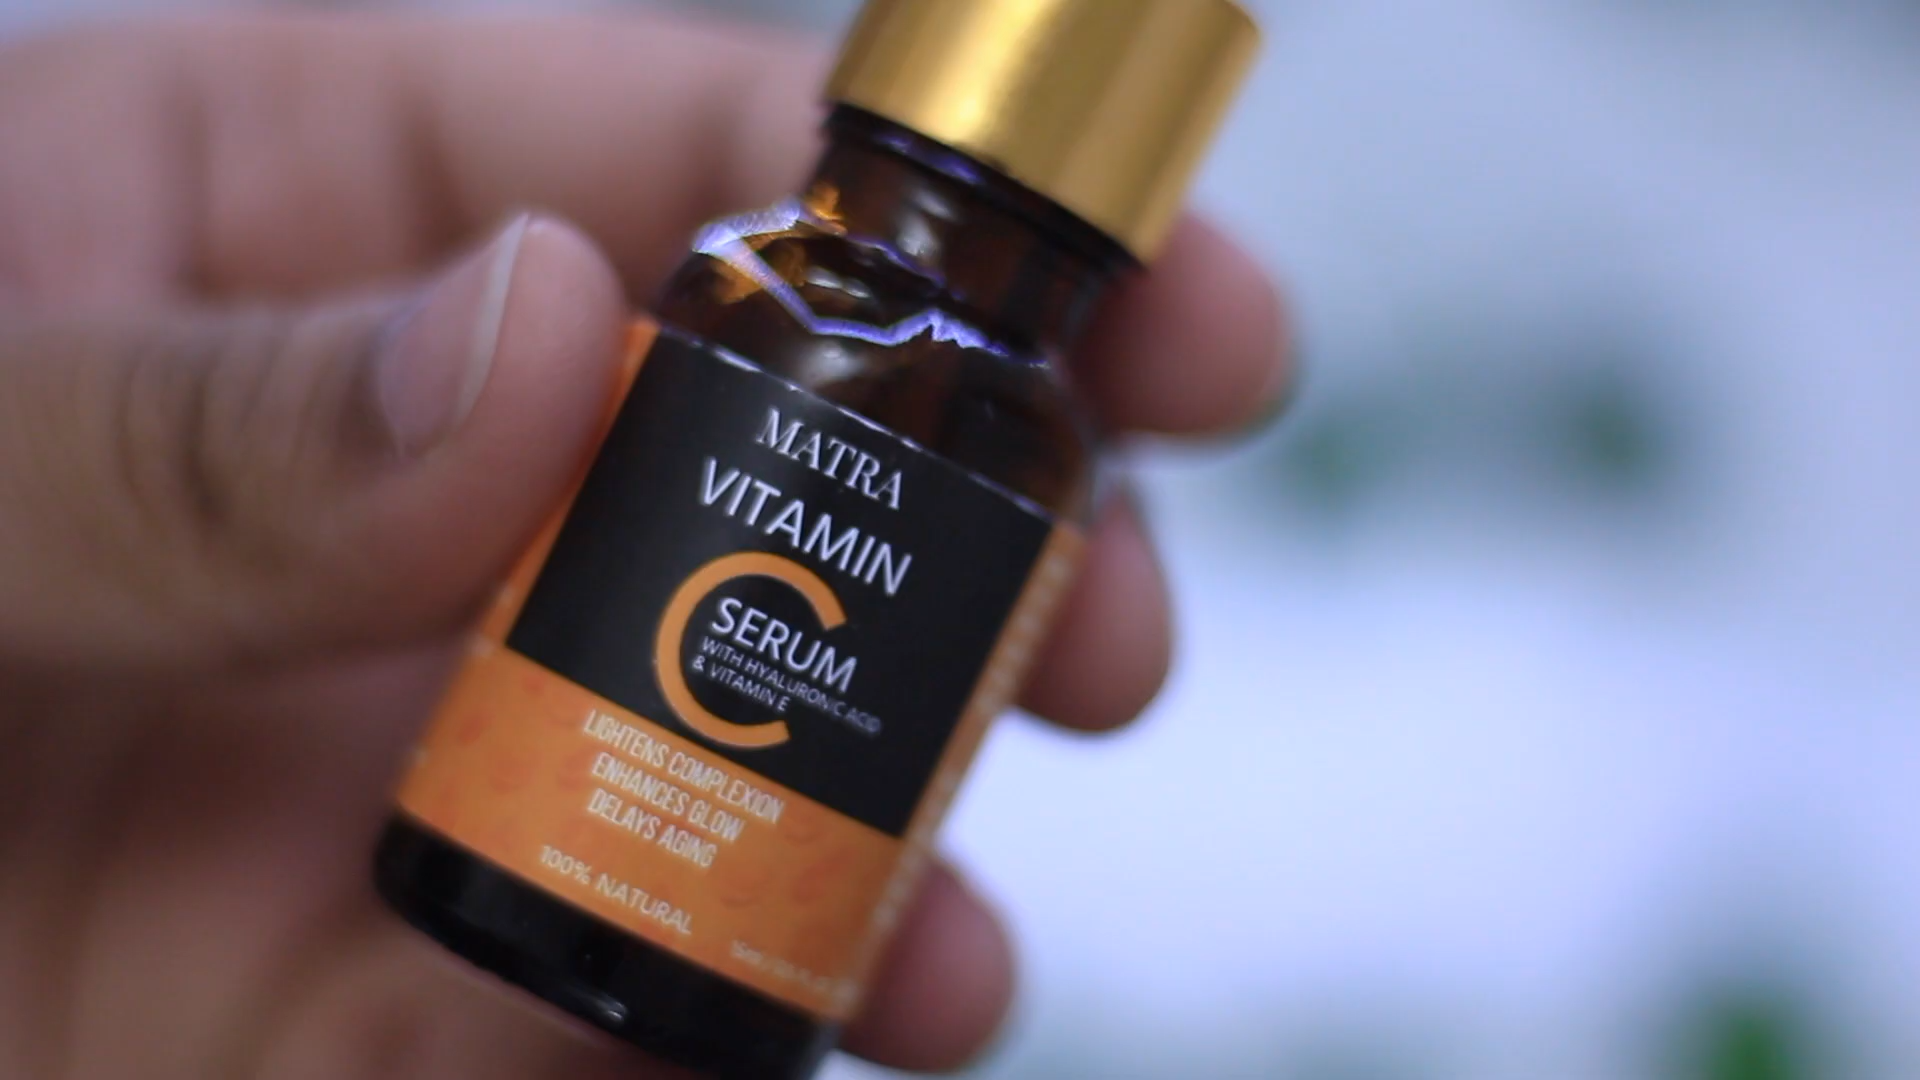 MATRA
VITAMIN
C
SERUM
WITH HYALURONIC ACID
& VITAMIN E
LIGHTENS COMPLEXION
ENHANCES GLOW
DELAYS AGING
100% NATURAL